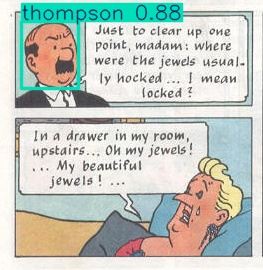 thompson 0.88
Just to clear up one
point, madam: where
were the jewels usual-
ly hocked ... I mean
locked?
In a drawer in my room,
upstairs... Oh my jewels!
... My beautiful
jewels! ...